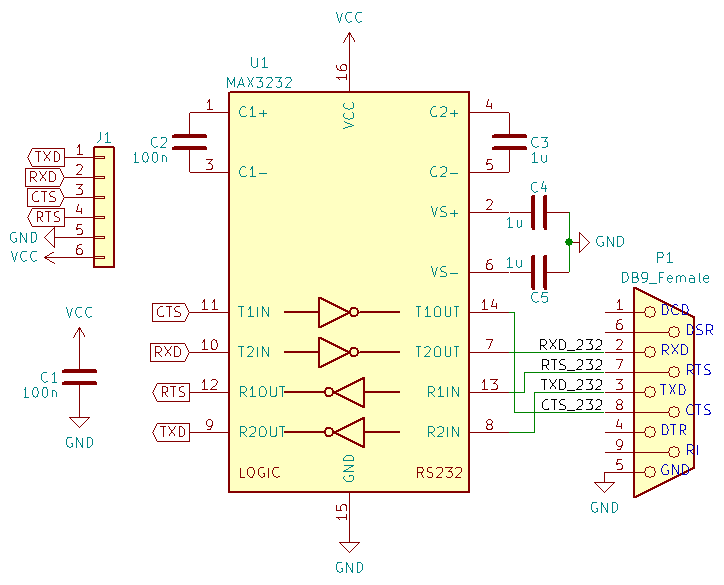 VCC
U1
MAX3232
16
VCC
1
C1+
C2
100n
3
C1-
C2+
4
C3
1u
C2-
5
VS+
2
C4
1u
GND
VS-
6
1u
C5
J1
TXD
1
RXD
2
CTS
3
RTS
4
GND
5
VCC
6
VCC
C1
100n
GND
CTS
11
T1IN
T1OUT
14
RXD
10
T2IN
T2OUT
7
RTS
12
R1OUT
R1IN
13
TXD
9
R2OUT
R2IN
8
LOGIC
GND
RS232
15
GND
P1
DB9_Female
1
DCD
6
DSR
RXD_232
2
RXD
RTS_232
7
RTS
TXD_232
3
TXD
CTS_232
8
CTS
4
DTR
9
RI
5
GND
GND